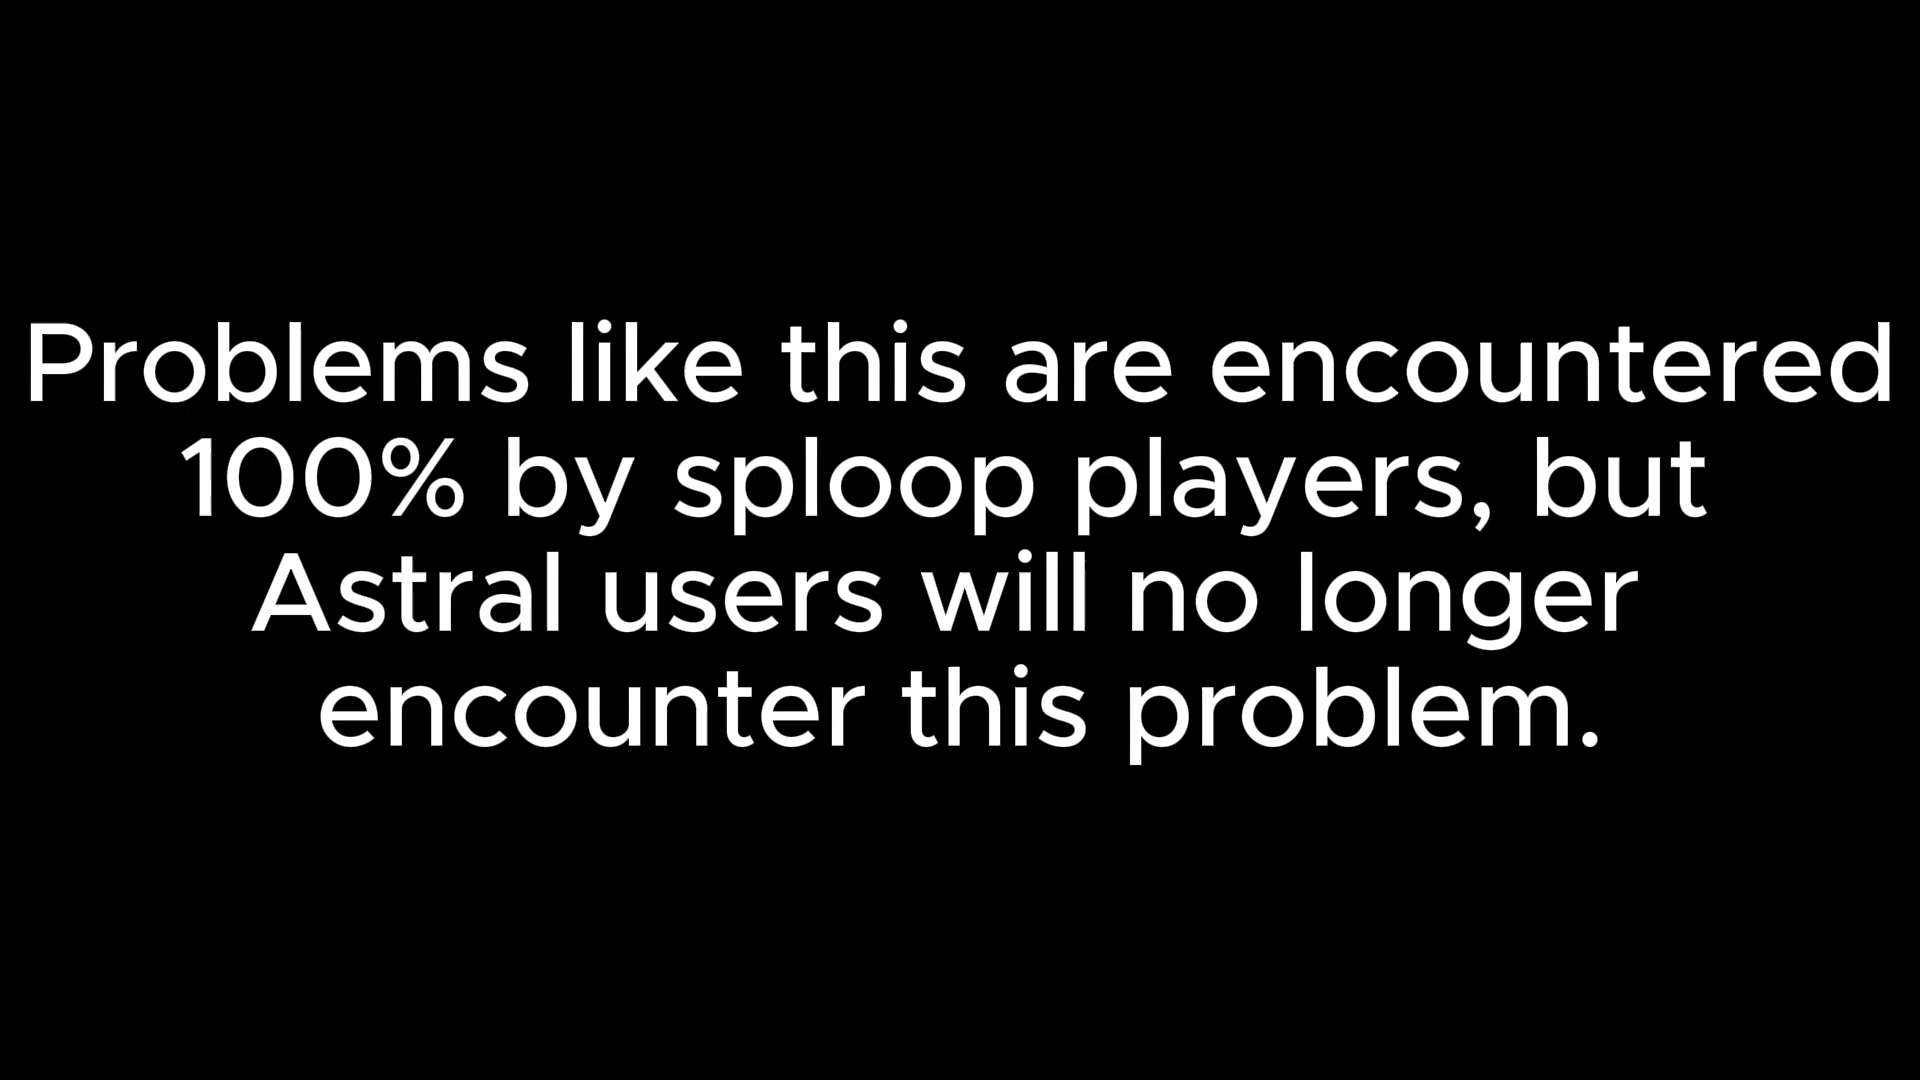 Problems like this are encountered
100% by sploop players, but
Astral users will no longer
encounter this problem.